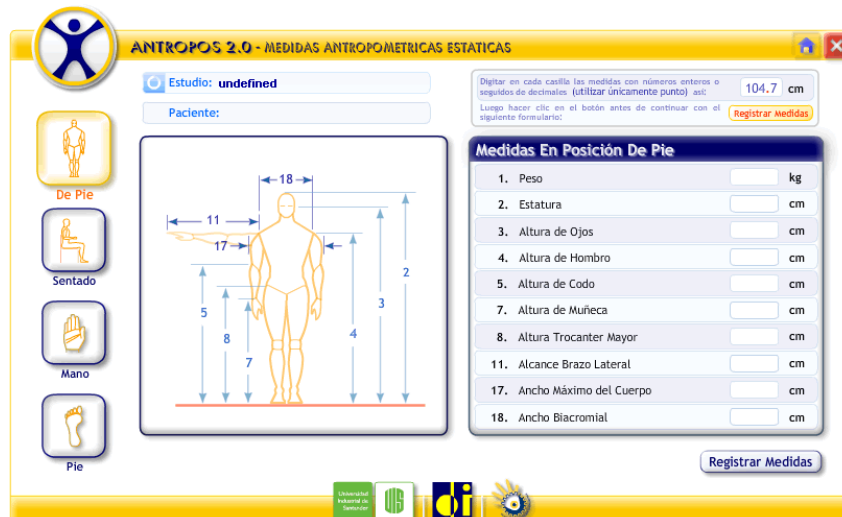 ANTROPOS 2.0 - MEDIDAS ANTROPOMETRICAS ESTATICAS
Estudio: undefined
Paciente:
Digitar en cada casilla las medidas con números enteros o
seguidos de decimales (utilizar únicamente punto) así:
104.7 cm
Luego hacer clic en el botón antes de continuar con el
siguiente formulario:
Registrar Medidas
De Pie
Sentado
Mano
Pie
18
11
17
2
3
5
4
8
7
Medidas En Posición De Pie
1. Peso kg
2. Estatura cm
3. Altura de Ojos cm
4. Altura de Hombro cm
5. Altura de Codo cm
7. Altura de Muñeca cm
8. Altura Trocanter Mayor cm
11. Alcance Brazo Lateral cm
17. Ancho Máximo del Cuerpo cm
18. Ancho Biacromial cm
Registrar Medidas
Universidad
Industrial de
Santander
di